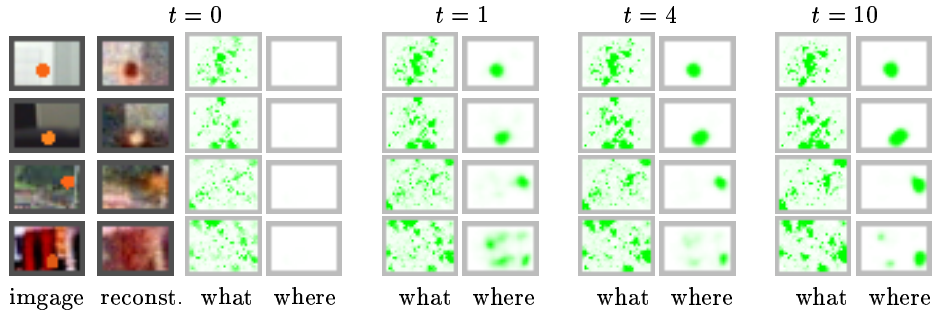 t = 0 t = 1 t = 4 t = 10
imgage reconst. what where what where what where what where